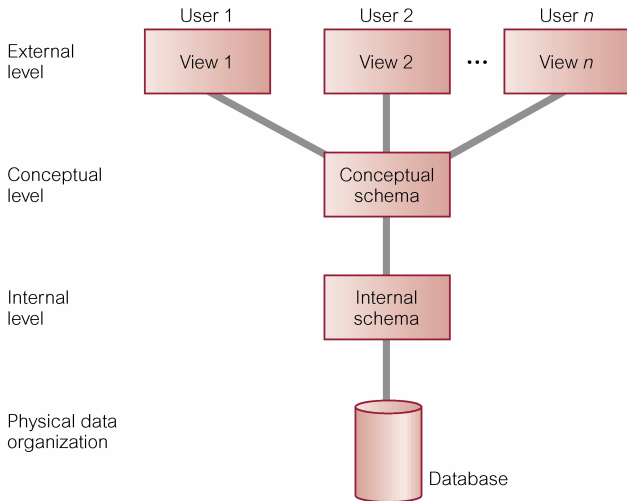 User 1
User 2
User n
External
level
View 1
View 2
...
View n
Conceptual
level
Conceptual
schema
Internal
level
Internal
schema
Physical data
organization
Database